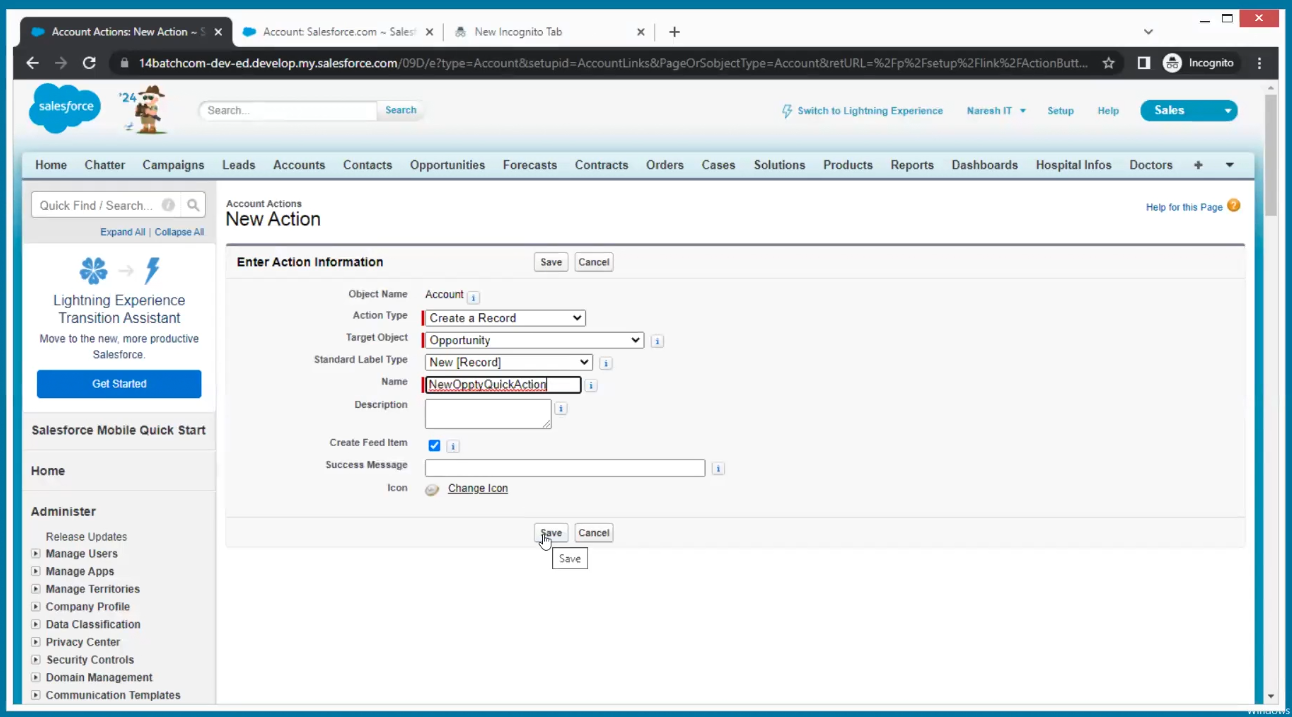 Account Actions: New Action ~ S
Account: Salesforce.com ~ Sales
New Incognito Tab
14batchcom-dev-ed.develop.my.salesforce.com/09D/e?type=Account&setupid=AccountLinks&PageOrSobjectType=Account&retURL=%2Fp%2Fsetup%2Flink%2FActionButt...
Incognito
salesforce
'24
Search...
Search
Switch to Lightning Experience
Naresh IT
Setup
Help
Sales
Home Chatter Campaigns Leads Accounts Contacts Opportunities Forecasts Contracts Orders Cases Solutions Products Reports Dashboards Hospital Infos Doctors +
Quick Find / Search...
Expand All | Collapse All
Lightning Experience
Transition Assistant
Move to the new, more productive
Salesforce.
Get Started
Salesforce Mobile Quick Start
Home
Administer
Release Updates
Manage Users
Manage Apps
Manage Territories
Company Profile
Data Classification
Privacy Center
Security Controls
Domain Management
Communication Templates
Account Actions
New Action
Help for this Page
Enter Action Information
Save
Cancel
Object Name Account
Action Type Create a Record
Target Object Opportunity
Standard Label Type New [Record]
Name NewOpptyQuickAction
Description
Create Feed Item
Success Message
Icon Change Icon
Save
Cancel
Save
Windows